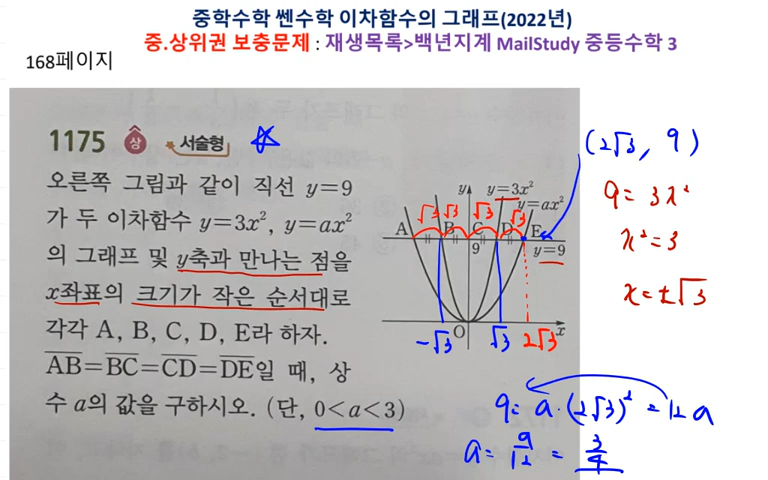 중학수학 쎈수학 이차함수의 그래프(2022년)
중.상위권 보충문제 : 재생목록>백년지계 MailStudy 중등수학 3
168페이지
1175 상 서술형
오른쪽 그림과 같이 직선 y=9
가 두 이차함수 y=3x², y=ax²
의 그래프 및 y축과 만나는 점을
x좌표의 크기가 작은 순서대로
각각 A, B, C, D, E라 하자.
AB=BC=CD=DE일 때, 상
수 a의 값을 구하시오. (단, 0<a<3)
y y=3x²
y=ax²
√3 √3 √3 √3
A B C D E
9 y=9
O x
-√3 √3 2√3
(2√3, 9)
9=3x²
x²=3
x=±√3
9=a·(2√3)²=12a
a=9/12=3/4